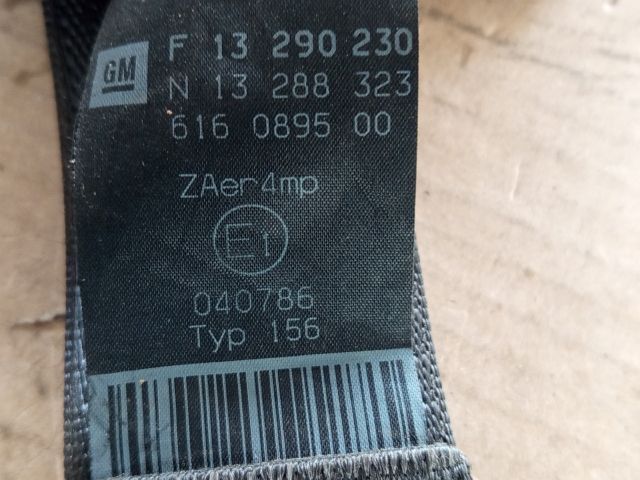 GM F 13 290 230
N 13 288 323
616 0895 00
ZAer4mp
E1
040786
Typ 156